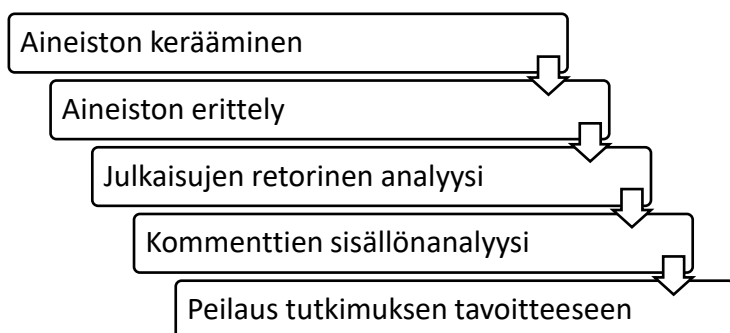 Aineiston kerääminen
Aineiston erittely
Julkaisujen retorinen analyysi
Kommenttien sisällönanalyysi
Peilaus tutkimuksen tavoitteeseen